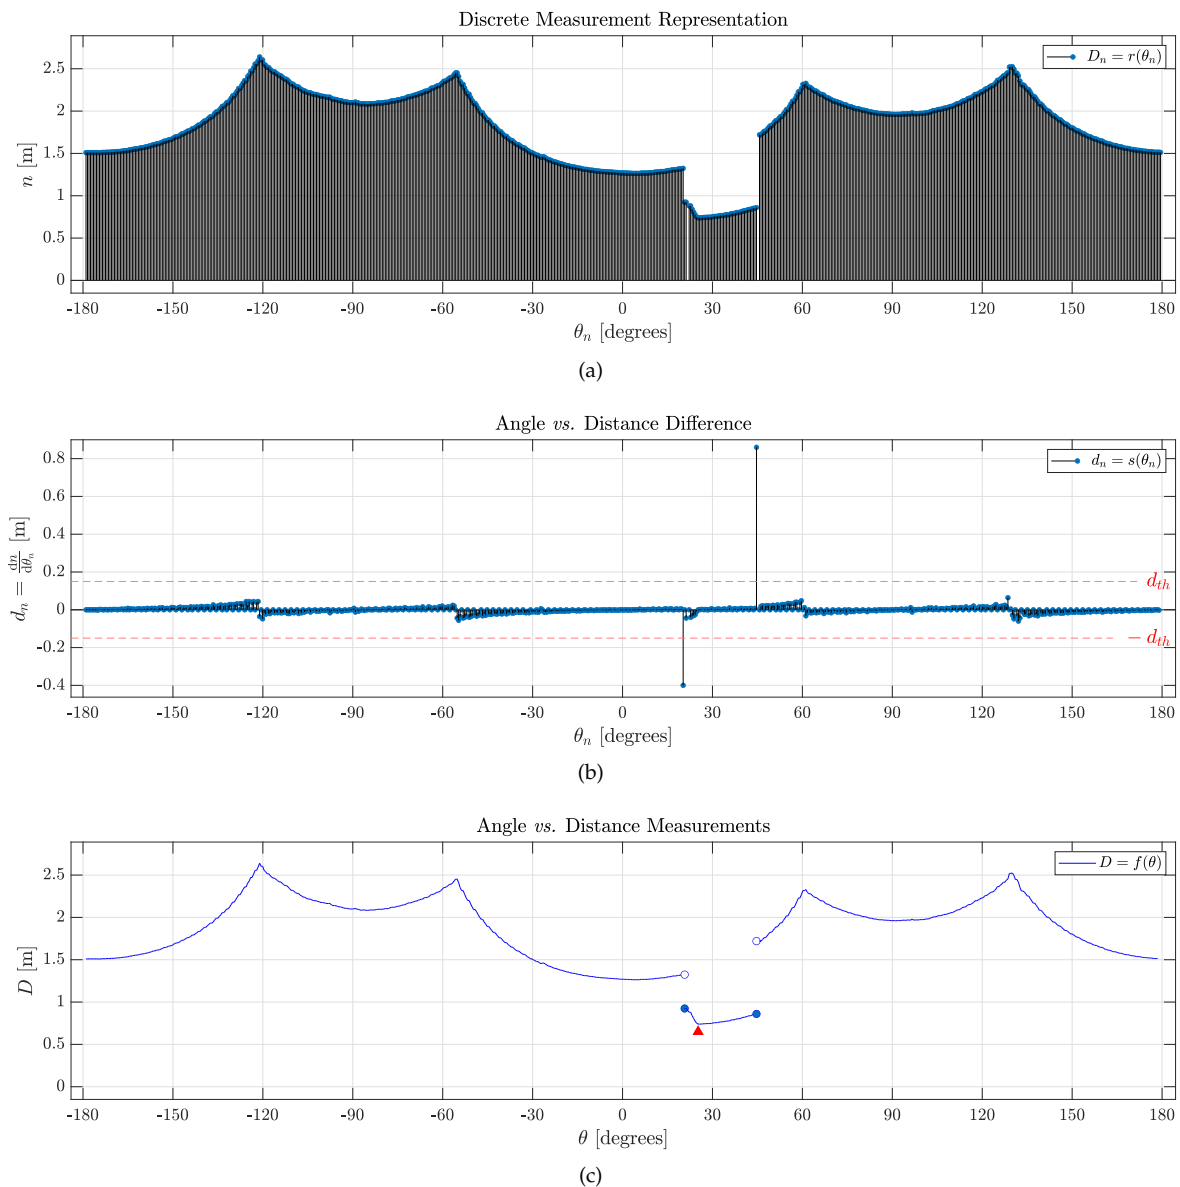 Discrete Measurement Representation
n [m]
2.5
2
1.5
1
0.5
0
D_n = r(θ_n)
-180 -150 -120 -90 -60 -30 0 30 60 90 120 150 180
θ_n [degrees]
(a)
Angle vs. Distance Difference
d_n = dn/dθ_n [m]
0.8
0.6
0.4
0.2
0
-0.2
-0.4
d_n = s(θ_n)
d_th
− d_th
-180 -150 -120 -90 -60 -30 0 30 60 90 120 150 180
θ_n [degrees]
(b)
Angle vs. Distance Measurements
D [m]
2.5
2
1.5
1
0.5
0
D = f(θ)
-180 -150 -120 -90 -60 -30 0 30 60 90 120 150 180
θ [degrees]
(c)